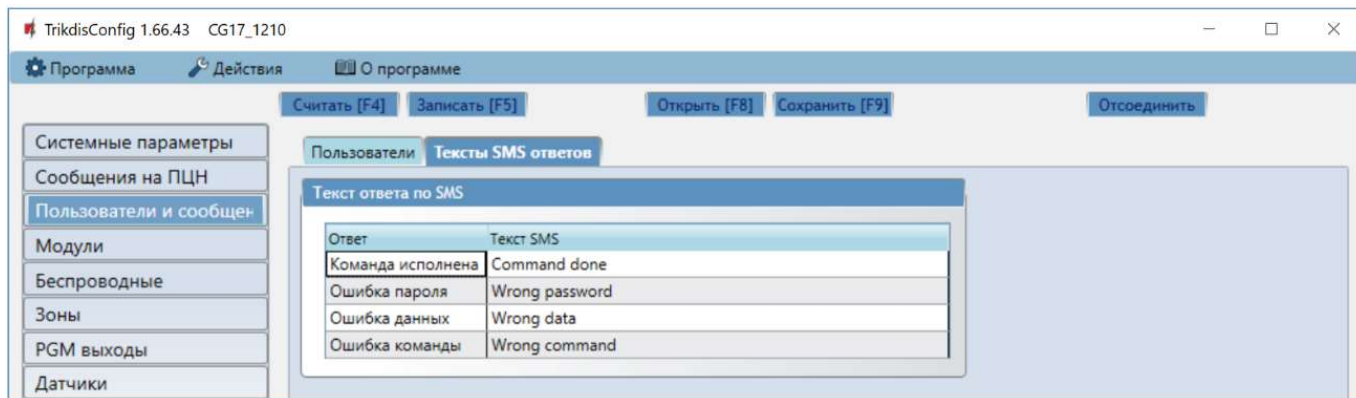 TrikdisConfig 1.66.43 CG17_1210
Программа Действия О программе
Считать [F4] Записать [F5] Открыть [F8] Сохранить [F9] Отсоединить
Системные параметры
Сообщения на ПЦН
Пользователи и сообщен
Модули
Беспроводные
Зоны
PGM выходы
Датчики
Пользователи Тексты SMS ответов
Текст ответа по SMS
Ответ Текст SMS
Команда исполнена Command done
Ошибка пароля Wrong password
Ошибка данных Wrong data
Ошибка команды Wrong command